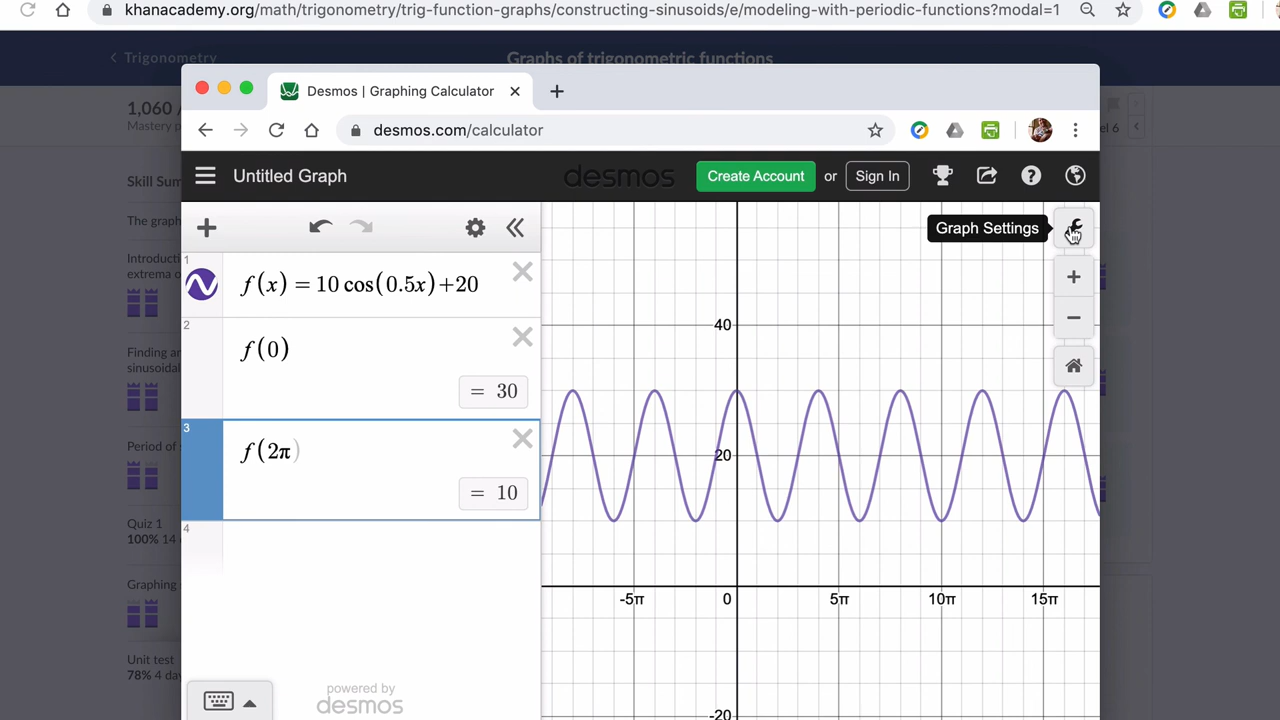 khanacademy.org/math/trigonometry/trig-function-graphs/constructing-sinusoids/e/modeling-with-periodic-functions?modal=1
Trigonometry
Graphs of trigonometric functions
1,060
Mastery p
el 6
Skill Sum
The graph
Introducti
extrema o
Finding an
sinusoidal
Period of s
Quiz 1
100% 14 d
Graphing s
Unit test
78% 4 day
Desmos | Graphing Calculator
desmos.com/calculator
Untitled Graph
desmos
Create Account or Sign In
Graph Settings
1
f(x) = 10 cos(0.5x)+20
2
f(0)
= 30
3
f(2π)
= 10
4
powered by
desmos
40
20
-5π 0 5π 10π 15π
-20